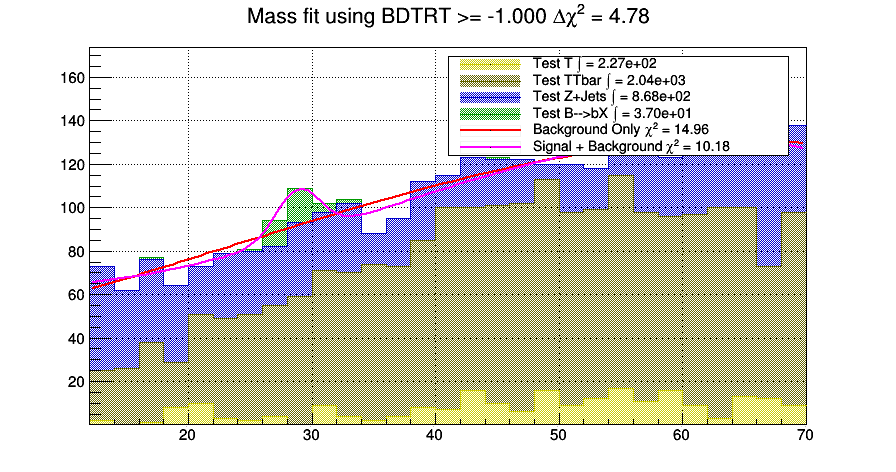 Mass fit using BDTRT >= -1.000 Δχ² = 4.78
Test T ∫ = 2.27e+02
Test TTbar ∫ = 2.04e+03
Test Z+Jets ∫ = 8.68e+02
Test B-->bX ∫ = 3.70e+01
Background Only χ² = 14.96
Signal + Background χ² = 10.18
160
140
120
100
80
60
40
20
20 30 40 50 60 70